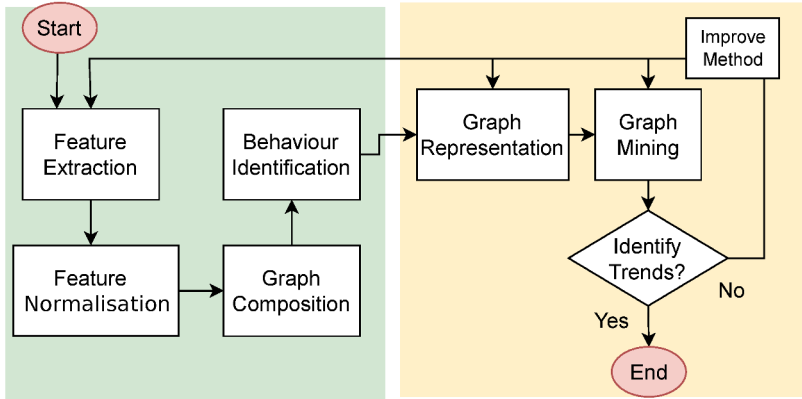 Start
Feature
Extraction
Feature
Normalisation
Graph
Composition
Behaviour
Identification
Graph
Representation
Graph
Mining
Improve
Method
Identify
Trends?
No
Yes
End